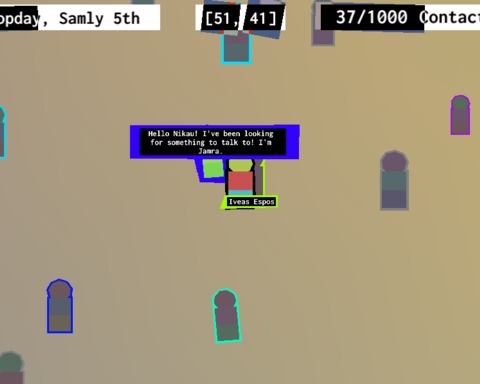 opday, Samly 5th
[51, 41]
37/1000 Contact
Hello Nikau! I've been looking
for something to talk to! I'm
Jamra.
Iveas Espos